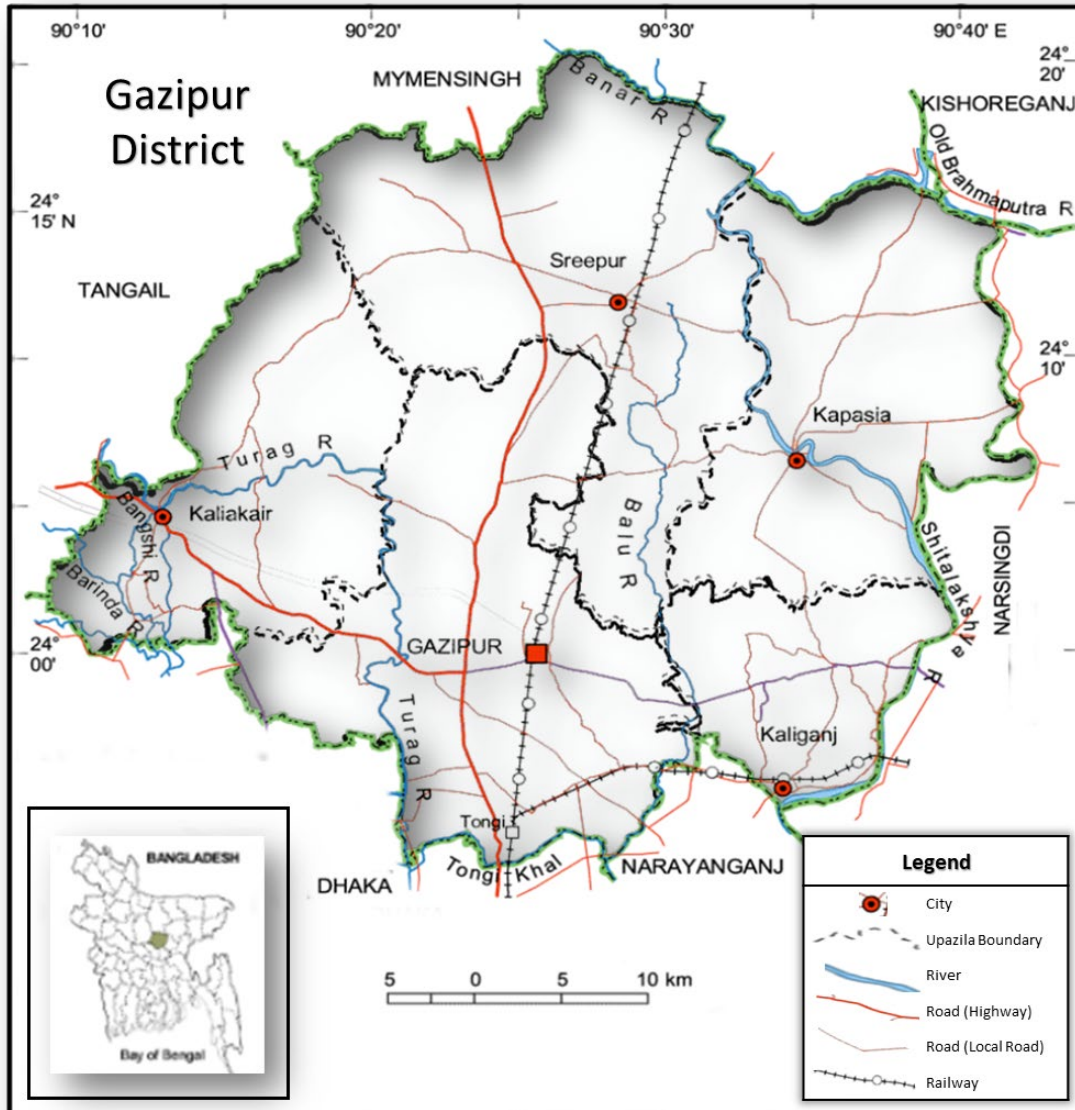 90°10'
90°20'
90°30'
90°40' E
24°
20'
Gazipur
District
MYMENSINGH
Banar R
KISHOREGANJ
Old Brahmaputra R
24°
15' N
TANGAIL
Sreepur
24°
10'
Kapasia
Turag R
Kaliakair
Bangshi R
Barinda R
Balu R
Shitalakshya R
NARSINGDI
24°
00'
GAZIPUR
Turag R
Kaliganj
Tongi
Tongi Khal
NARAYANGANJ
DHAKA
BANGLADESH
Bay of Bengal
5 0 5 10 km
Legend
City
Upazila Boundary
River
Road (Highway)
Road (Local Road)
Railway